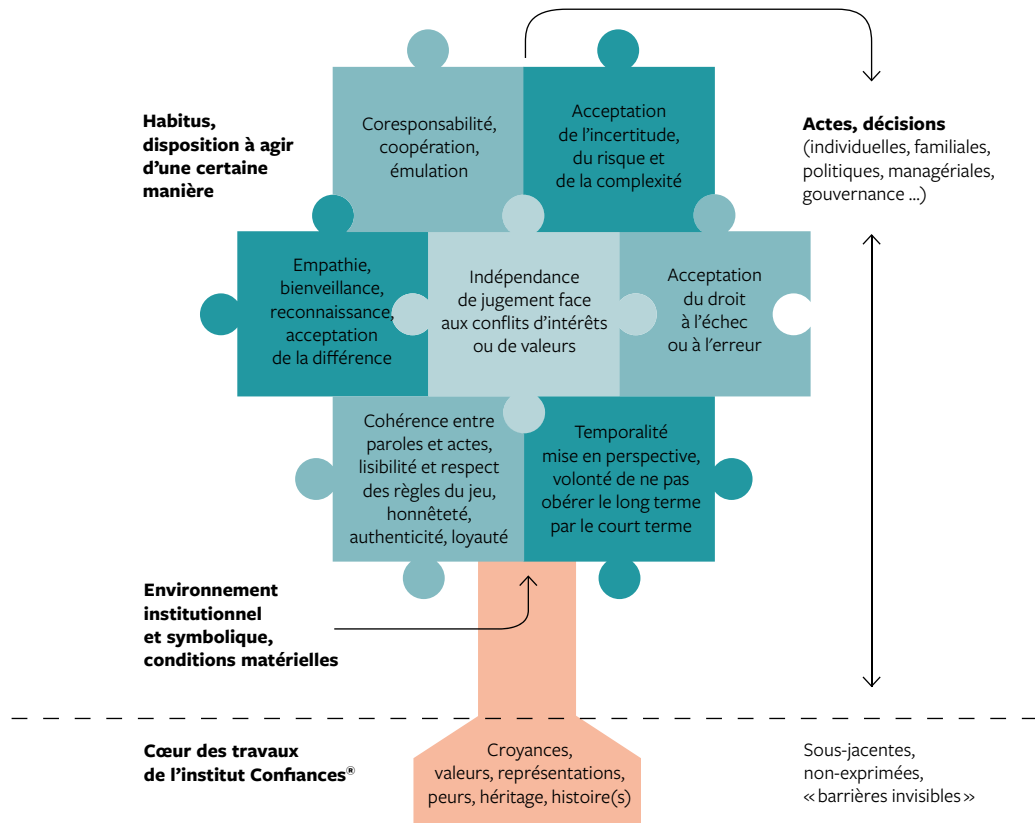 Habitus,
disposition à agir
d’une certaine
manière
Coresponsabilité,
coopération,
émulation
Acceptation
de l’incertitude,
du risque et
de la complexité
Actes, décisions
(individuelles, familiales,
politiques, managériales,
gouvernance ...)
Empathie,
bienveillance,
reconnaissance,
acceptation
de la différence
Indépendance
de jugement face
aux conflits d’intérêts
ou de valeurs
Acceptation
du droit
à l’échec
ou à l'erreur
Cohérence entre
paroles et actes,
lisibilité et respect
des règles du jeu,
honnêteté,
authenticité, loyauté
Temporalité
mise en perspective,
volonté de ne pas
obérer le long terme
par le court terme
Environnement
institutionnel
et symbolique,
conditions matérielles
Cœur des travaux
de l’institut Confiances®
Croyances,
valeurs, représentations,
peurs, héritage, histoire(s)
Sous-jacentes,
non-exprimées,
« barrières invisibles »